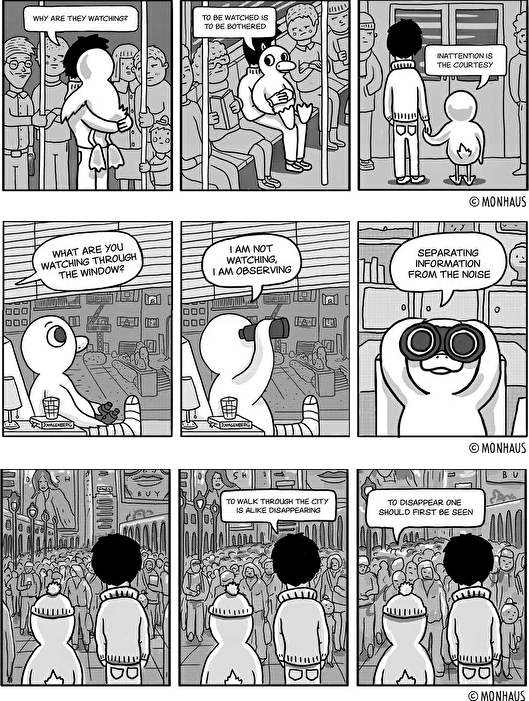 WHY ARE THEY WATCHING?
TO BE WATCHED IS
TO BE BOTHERED
INATTENTION IS
THE COURTESY
© MONHAUS
WHAT ARE YOU
WATCHING THROUGH
THE WINDOW?
I AM NOT
WATCHING,
I AM OBSERVING
SEPARATING
INFORMATION
FROM THE NOISE
© MONHAUS
BUY
TO WALK THROUGH THE CITY
IS ALIKE DISAPPEARING
TO DISAPPEAR ONE
SHOULD FIRST BE SEEN
© MONHAUS